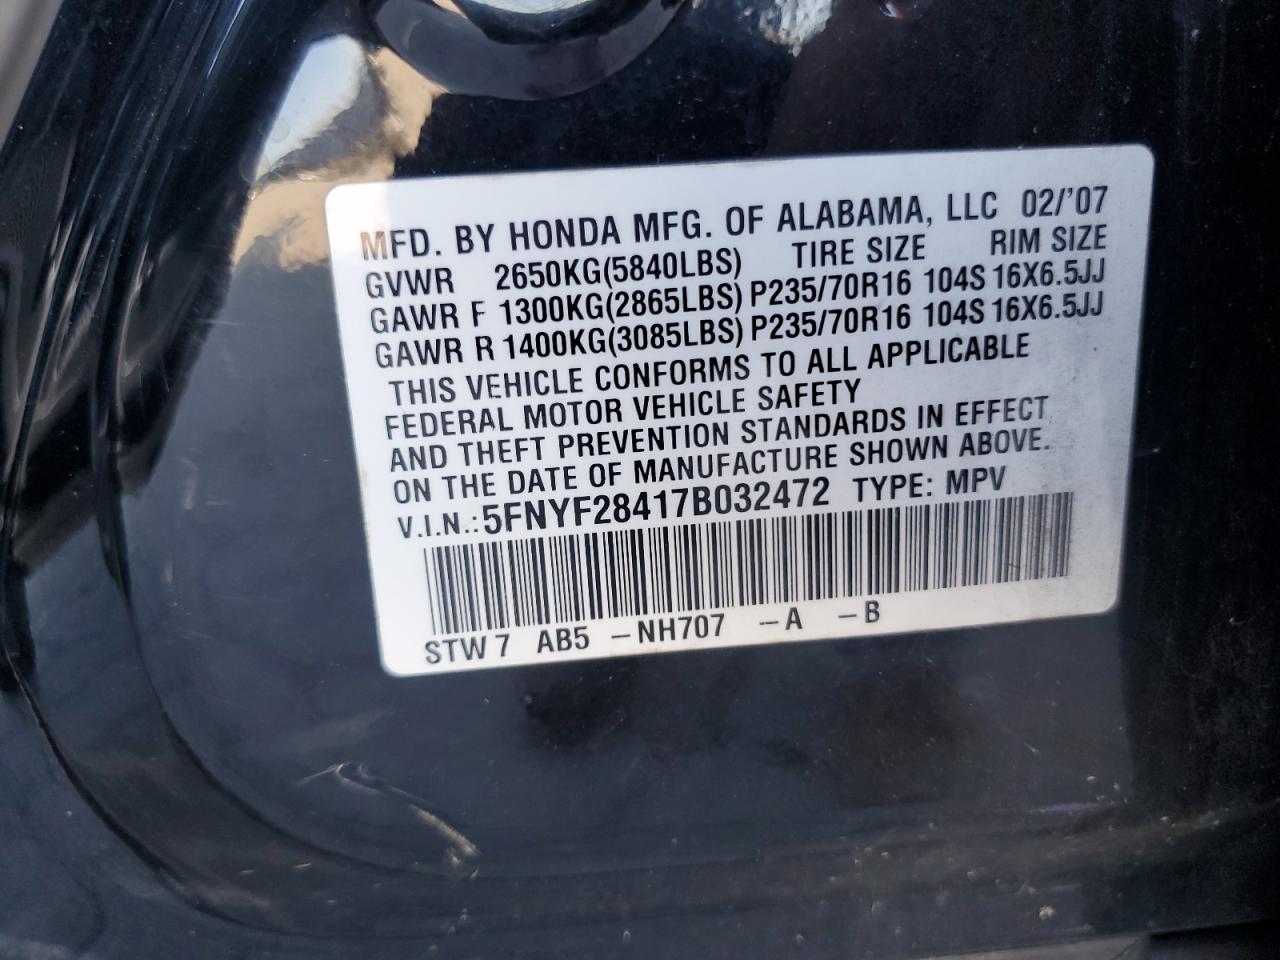 MFD. BY HONDA MFG. OF ALABAMA, LLC 02/'07
GVWR 2650KG(5840LBS) TIRE SIZE RIM SIZE
GAWR F 1300KG(2865LBS) P235/70R16 104S 16X6.5JJ
GAWR R 1400KG(3085LBS) P235/70R16 104S 16X6.5JJ
THIS VEHICLE CONFORMS TO ALL APPLICABLE
FEDERAL MOTOR VEHICLE SAFETY
AND THEFT PREVENTION STANDARDS IN EFFECT
ON THE DATE OF MANUFACTURE SHOWN ABOVE.
V.I.N.: 5FNYF28417B032472 TYPE: MPV
STW 7 AB5 -NH707 -A -B